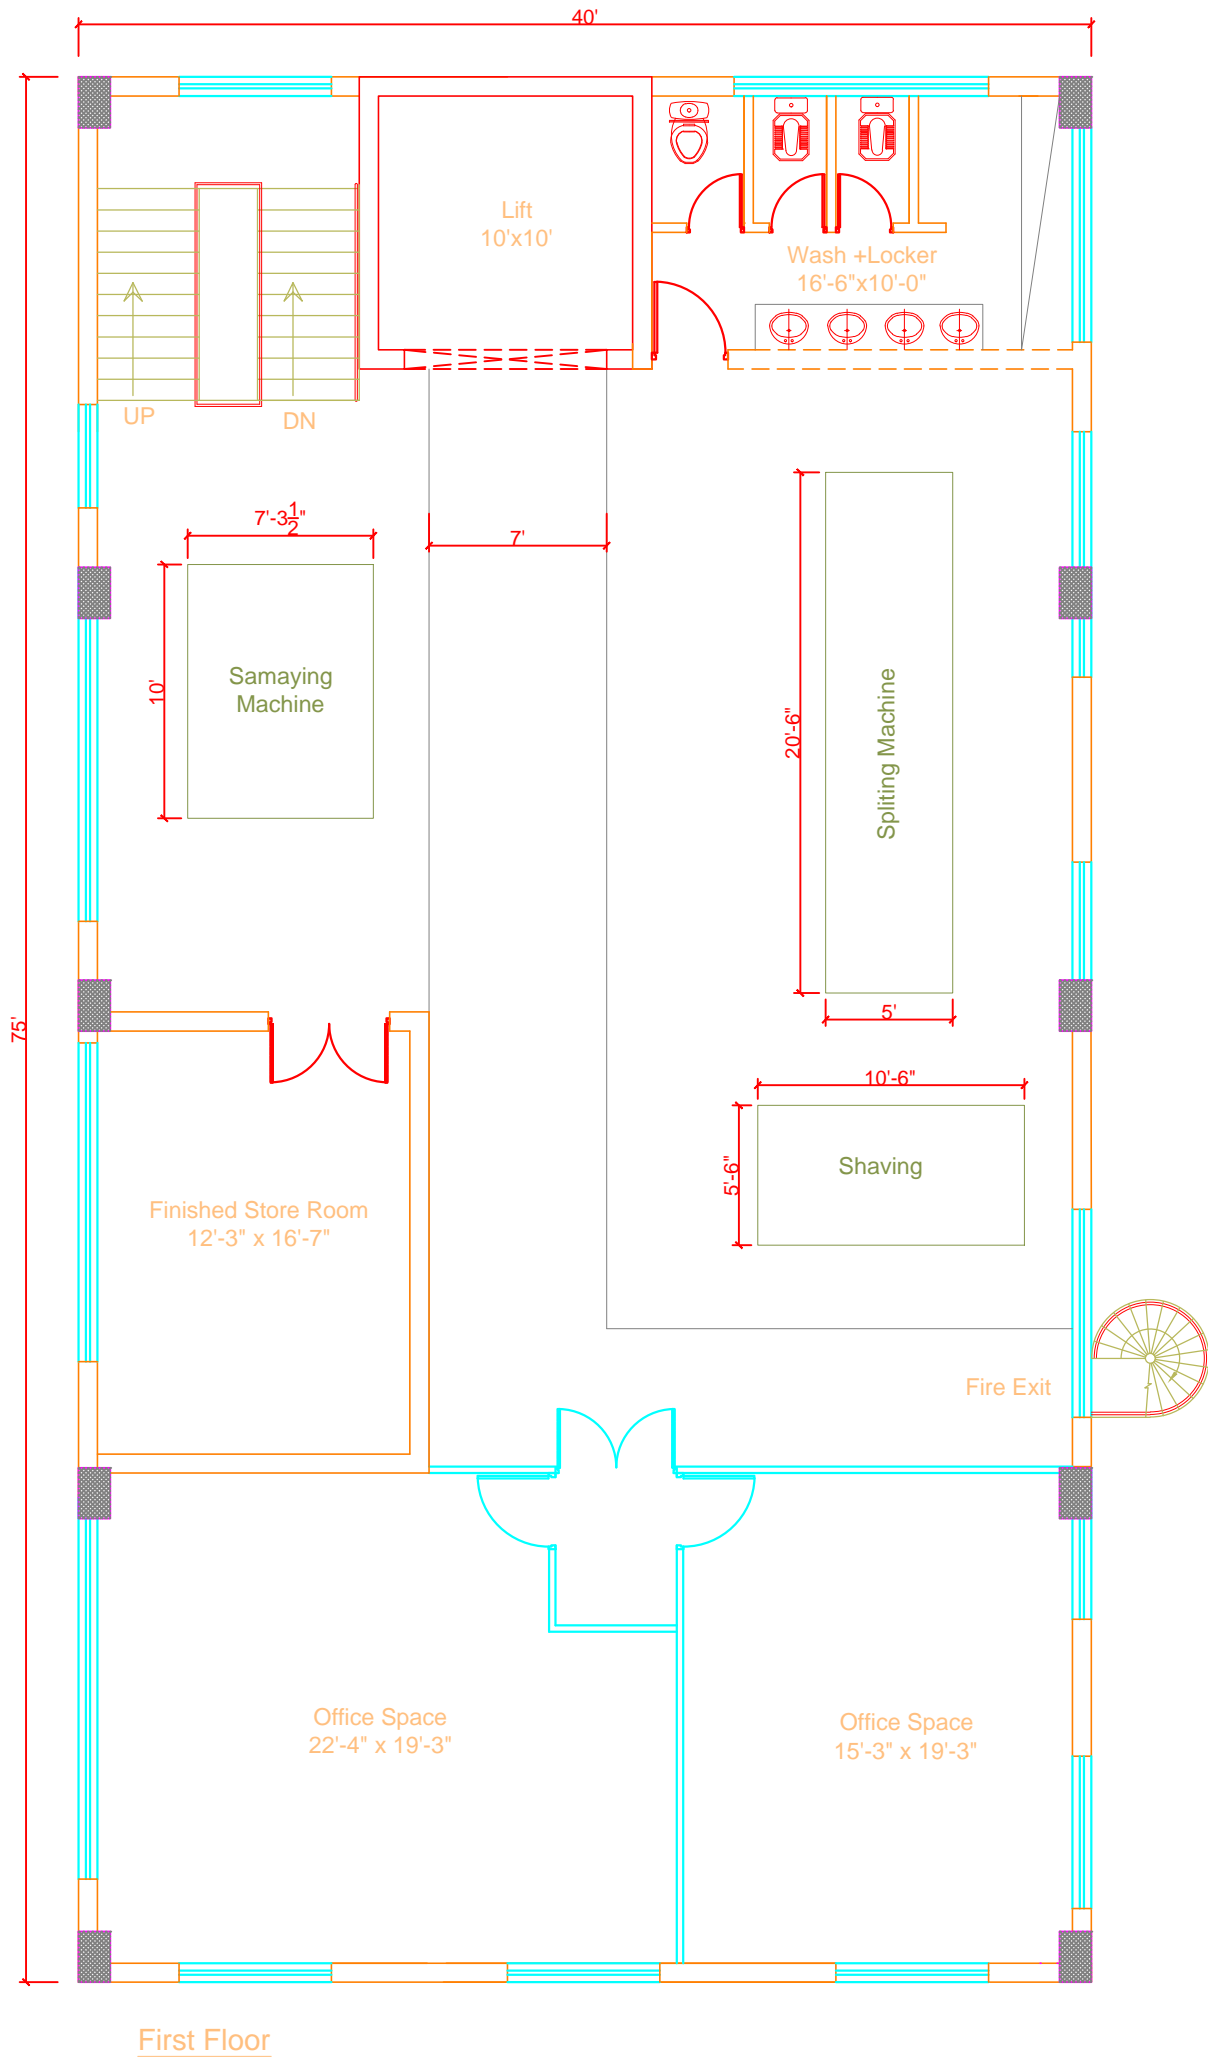 40'
Lift
10'x10'
Wash +Locker
16'-6"x10'-0"
UP
DN
7'-3 1/2"
7'
10'
Samaying
Machine
20'-6"
Spliting Machine
5'
75'
10'-6"
5'-6"
Shaving
Finished Store Room
12'-3" x 16'-7"
Fire Exit
Office Space
22'-4" x 19'-3"
Office Space
15'-3" x 19'-3"
First Floor